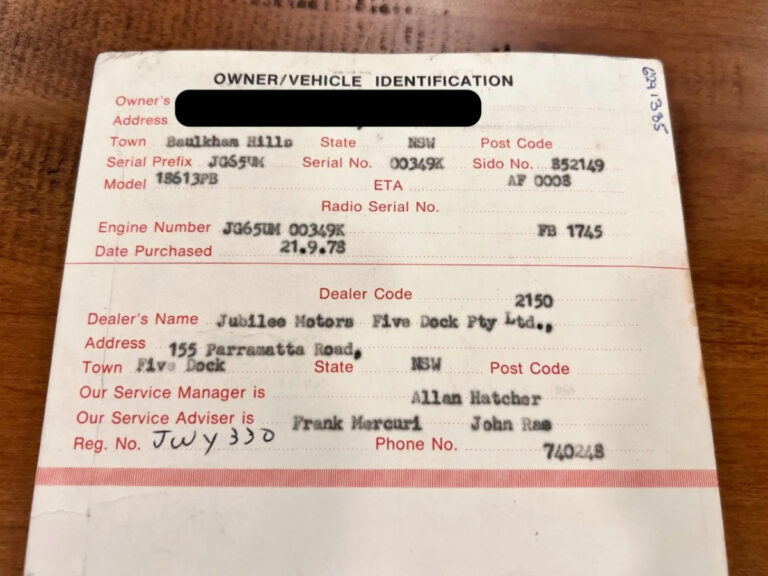 OWNER/VEHICLE IDENTIFICATION
6291385
Owner's
Address
Town Baulkham Hills State NSW Post Code
Serial Prefix JG65UM Serial No. 00349K Sido No. 852149
Model 18613PB ETA AF 0008
Radio Serial No.
Engine Number JG65UM 00349K FB 1745
Date Purchased 21.9.78
Dealer Code 2150
Dealer's Name Jubilee Motors Five Dock Pty Ltd.,
Address 155 Parramatta Road,
Town Five Dock State NSW Post Code
Our Service Manager is Allan Hatcher
Our Service Adviser is Frank Mercuri John Rae
Reg. No. JWY 330 Phone No. 740248